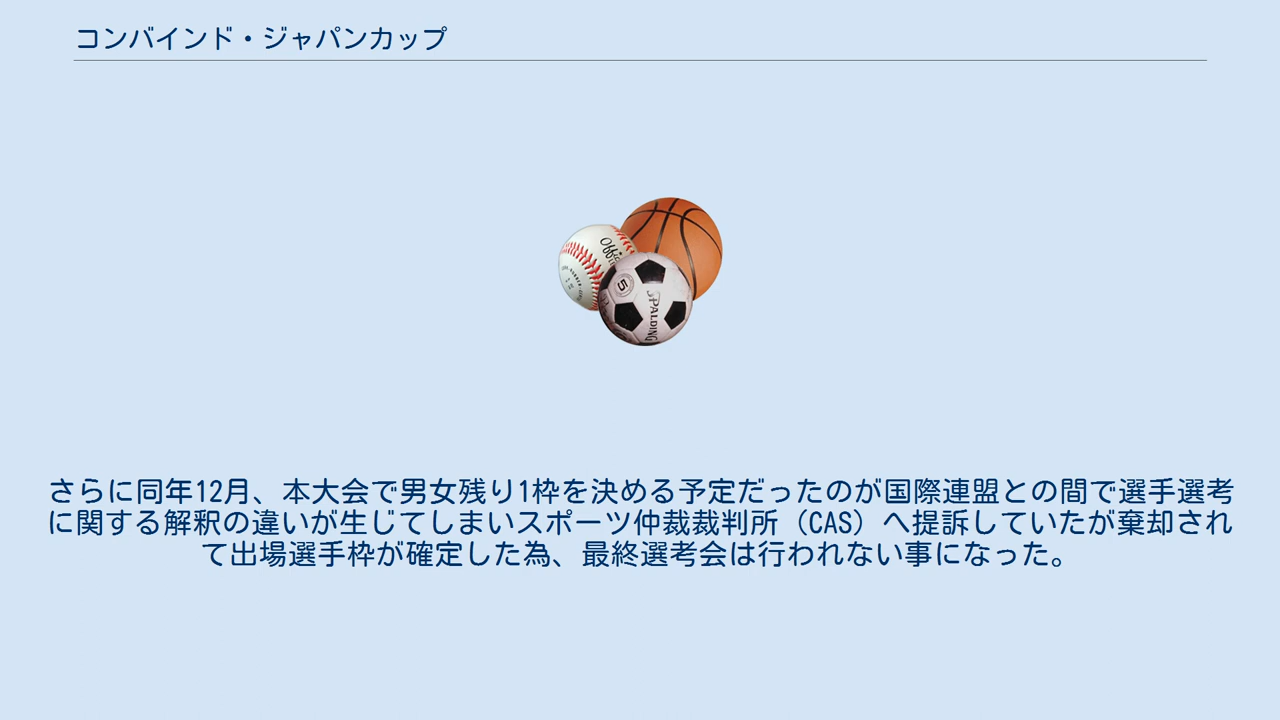 コンバインド・ジャパンカップ
Offic
5
SPALDING
さらに同年12月、本大会で男女残り1枠を決める予定だったのが国際連盟との間で選手選考
に関する解釈の違いが生じてしまいスポーツ仲裁裁判所（CAS）へ提訴していたが棄却され
て出場選手枠が確定した為、最終選考会は行われない事になった。